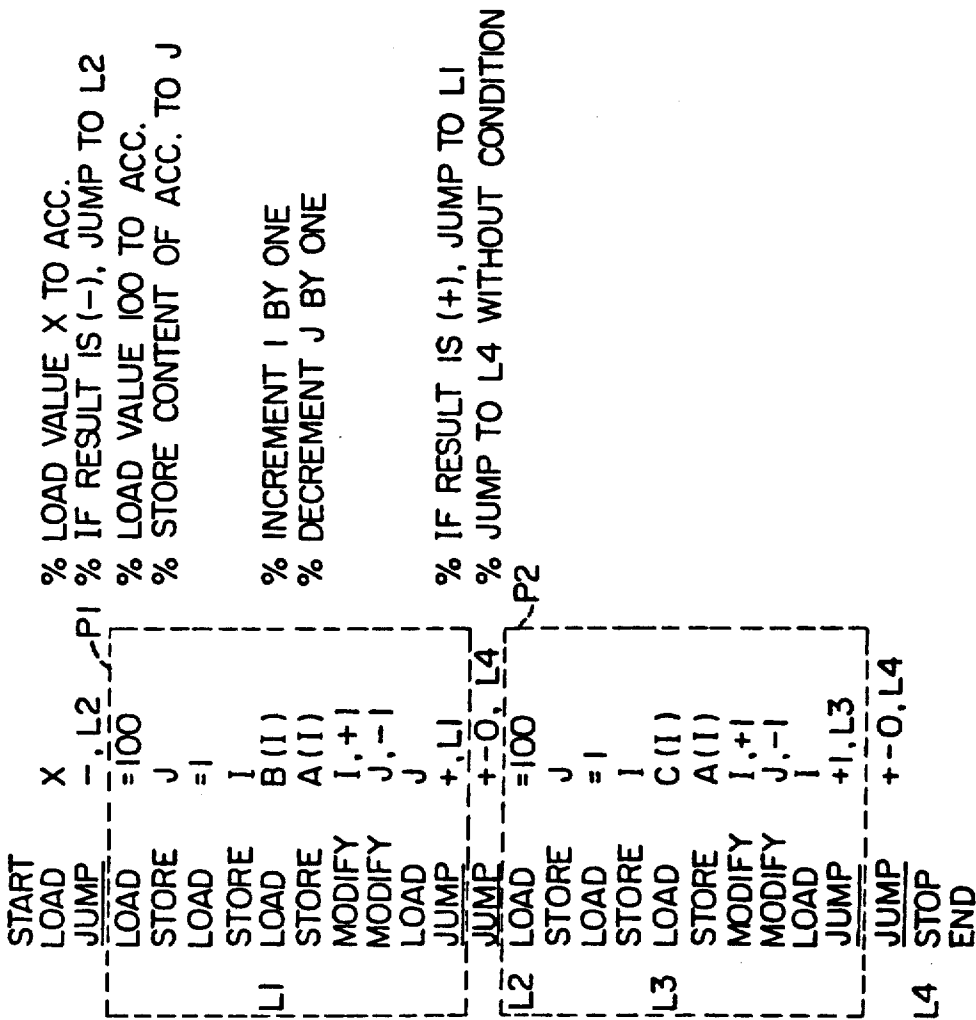 START
LOAD X % LOAD VALUE X TO ACC.
JUMP -, L2 P1 % IF RESULT IS (-), JUMP TO L2
LOAD =100 % LOAD VALUE 100 TO ACC.
STORE J % STORE CONTENT OF ACC. TO J
LOAD =1
STORE I
L1 LOAD B(I) % INCREMENT I BY ONE
STORE A(I) % DECREMENT J BY ONE
MODIFY I,+1
MODIFY J,-1
LOAD J
JUMP +,L1 % IF RESULT IS (+), JUMP TO L1
JUMP +-0, L4 % JUMP TO L4 WITHOUT CONDITION
L2 LOAD =100 P2
STORE J
LOAD =1
STORE I
L3 LOAD C(I)
STORE A(I)
MODIFY I,+1
MODIFY J,-1
LOAD I
JUMP +1,L3
JUMP +-0,L4
L4 STOP
END